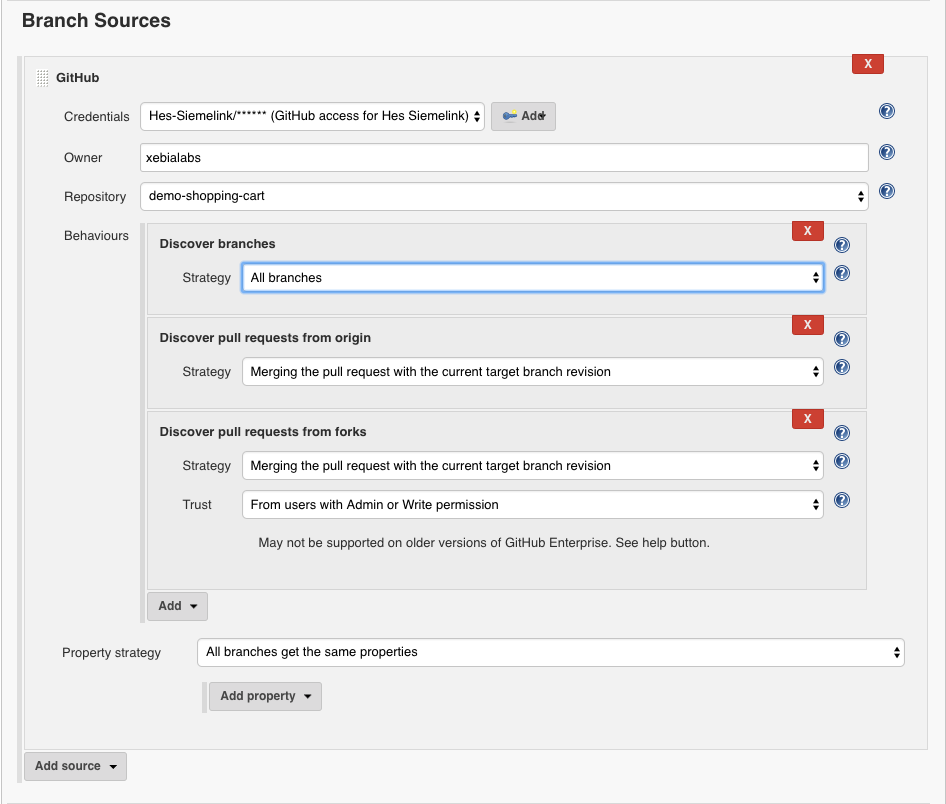 Branch Sources
X
GitHub
Credentials Hes-Siemelink/****** (GitHub access for Hes Siemelink) Add ?
Owner xebialabs ?
Repository demo-shopping-cart ?
Behaviours
X
Discover branches ?
Strategy All branches ?
X
Discover pull requests from origin ?
Strategy Merging the pull request with the current target branch revision ?
X
Discover pull requests from forks ?
Strategy Merging the pull request with the current target branch revision ?
Trust From users with Admin or Write permission ?
May not be supported on older versions of GitHub Enterprise. See help button.
Add
Property strategy All branches get the same properties
Add property
Add source